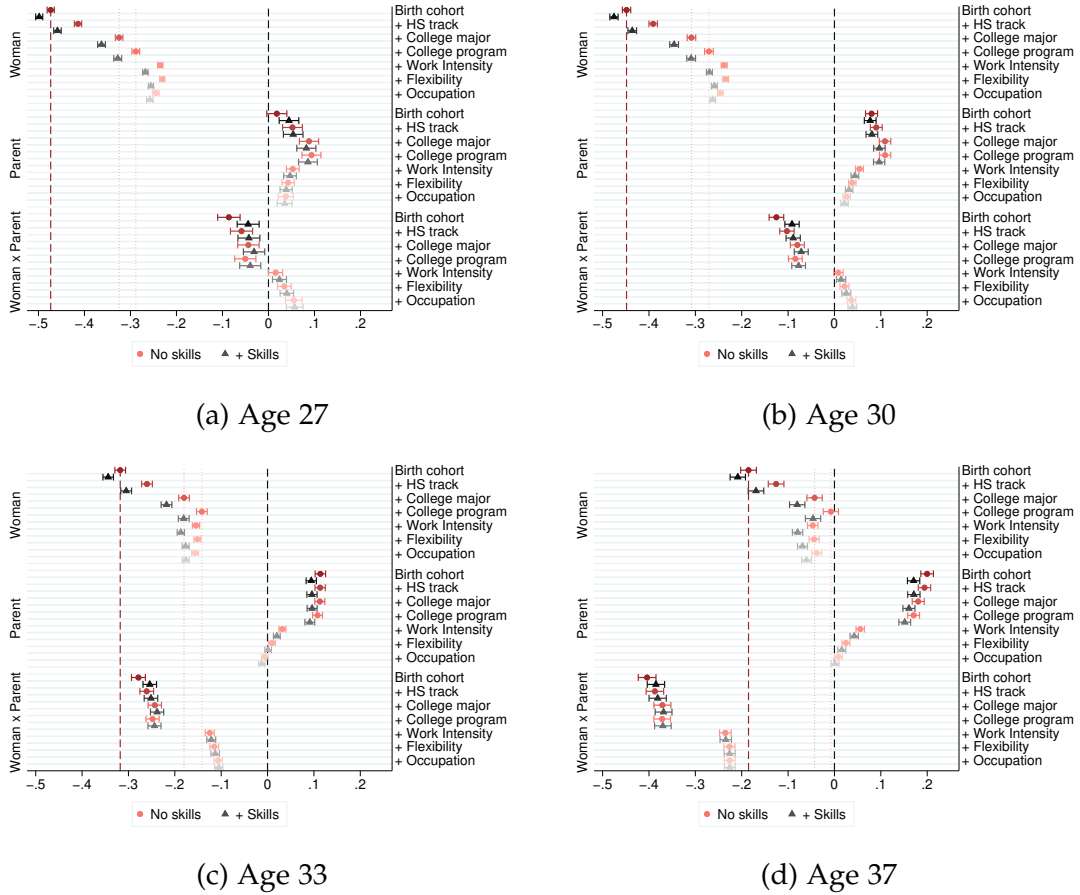 Woman
Parent
Woman x Parent
Birth cohort
+ HS track
+ College major
+ College program
+ Work Intensity
+ Flexibility
+ Occupation
Birth cohort
+ HS track
+ College major
+ College program
+ Work Intensity
+ Flexibility
+ Occupation
Birth cohort
+ HS track
+ College major
+ College program
+ Work Intensity
+ Flexibility
+ Occupation
−.5 −.4 −.3 −.2 −.1 0 .1 .2
No skills + Skills
(a) Age 27
Woman
Parent
Woman x Parent
Birth cohort
+ HS track
+ College major
+ College program
+ Work Intensity
+ Flexibility
+ Occupation
Birth cohort
+ HS track
+ College major
+ College program
+ Work Intensity
+ Flexibility
+ Occupation
Birth cohort
+ HS track
+ College major
+ College program
+ Work Intensity
+ Flexibility
+ Occupation
−.5 −.4 −.3 −.2 −.1 0 .1 .2
No skills + Skills
(b) Age 30
Woman
Parent
Woman x Parent
Birth cohort
+ HS track
+ College major
+ College program
+ Work Intensity
+ Flexibility
+ Occupation
Birth cohort
+ HS track
+ College major
+ College program
+ Work Intensity
+ Flexibility
+ Occupation
Birth cohort
+ HS track
+ College major
+ College program
+ Work Intensity
+ Flexibility
+ Occupation
−.5 −.4 −.3 −.2 −.1 0 .1 .2
No skills + Skills
(c) Age 33
Woman
Parent
Woman x Parent
Birth cohort
+ HS track
+ College major
+ College program
+ Work Intensity
+ Flexibility
+ Occupation
Birth cohort
+ HS track
+ College major
+ College program
+ Work Intensity
+ Flexibility
+ Occupation
Birth cohort
+ HS track
+ College major
+ College program
+ Work Intensity
+ Flexibility
+ Occupation
−.5 −.4 −.3 −.2 −.1 0 .1 .2
No skills + Skills
(d) Age 37